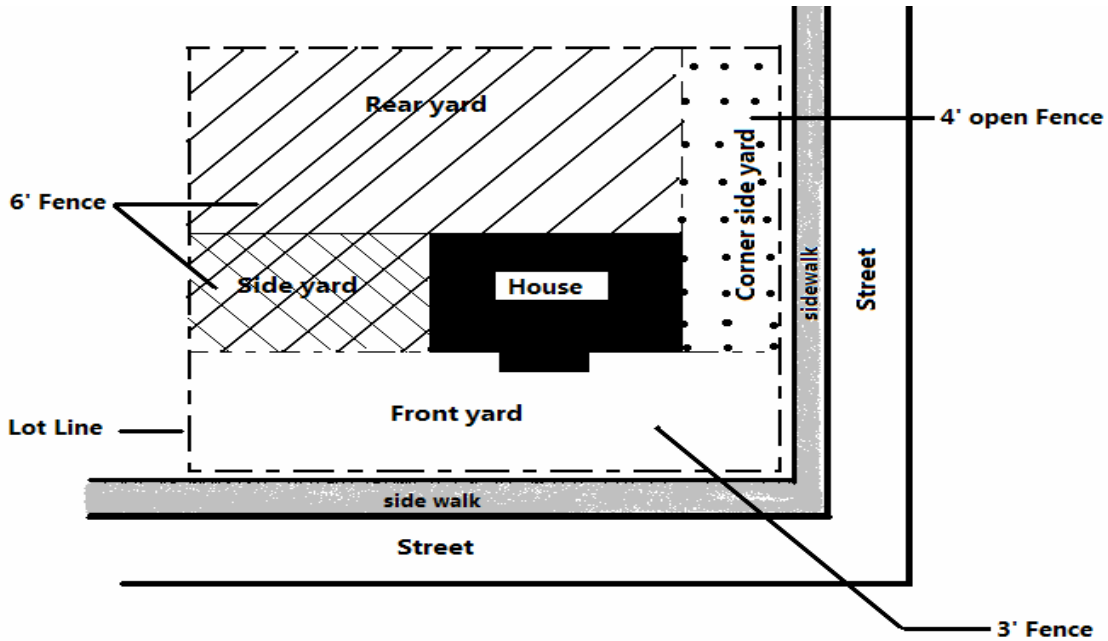 Rear yard
4' open Fence
Corner side yard
6' Fence
Side yard
House
sidewalk
Street
Front yard
Lot Line
side walk
Street
3' Fence